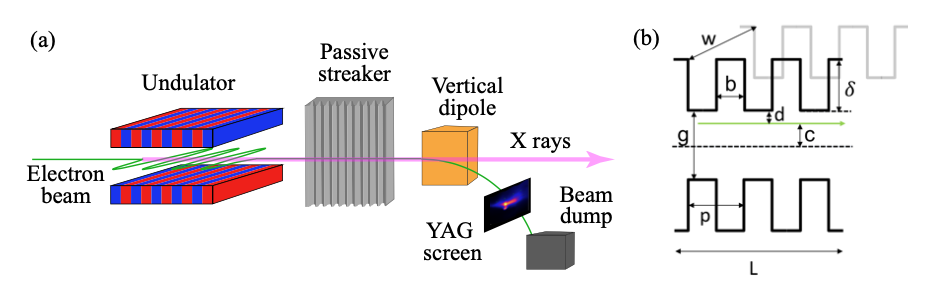 (a)
Undulator
Passive
streaker
Vertical
dipole
X rays
Electron
beam
YAG
screen
Beam
dump
(b)
w
b
δ
d
g
c
p
L